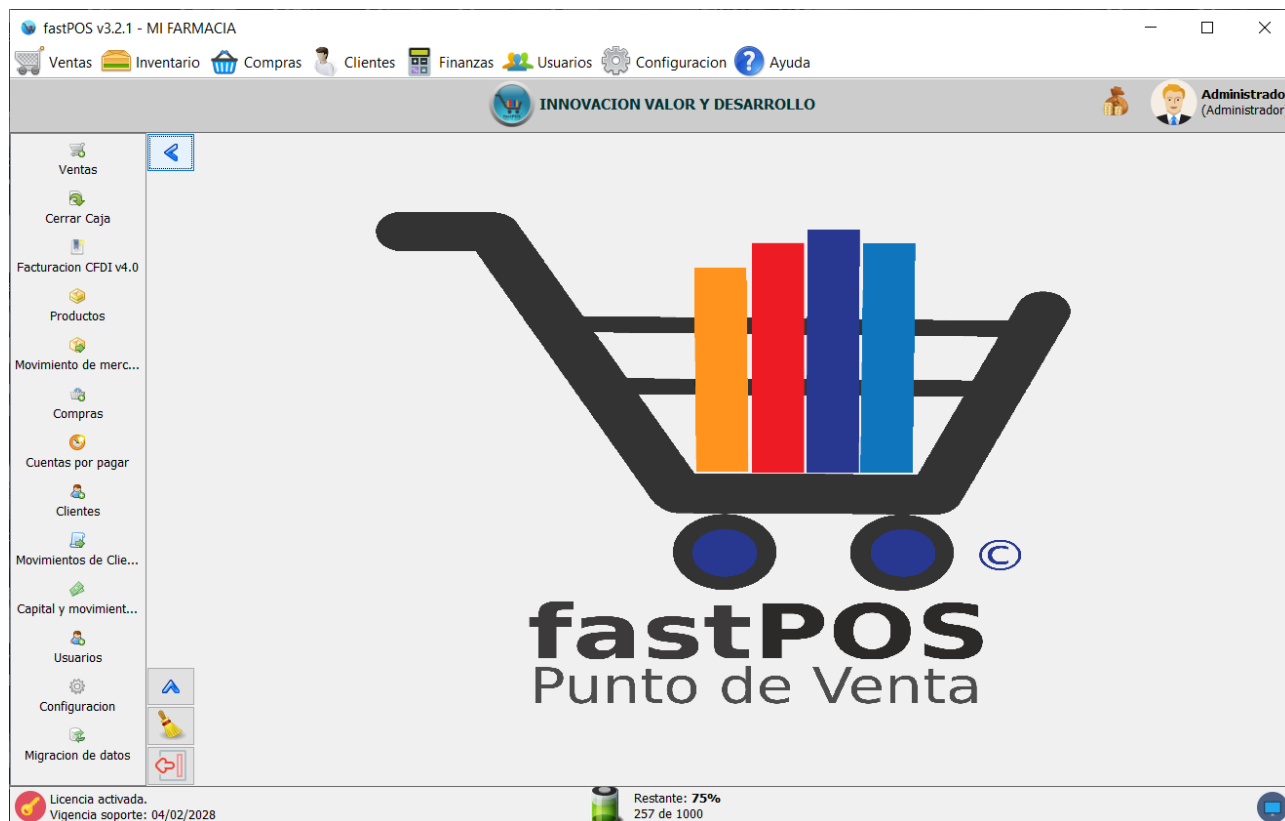 fastPOS v3.2.1 - MI FARMACIA
Ventas Inventario Compras Clientes Finanzas Usuarios Configuracion Ayuda
INNOVACION VALOR Y DESARROLLO
Administrado
(Administrador
Ventas
Cerrar Caja
Facturacion CFDI v4.0
Productos
Movimiento de merc...
Compras
Cuentas por pagar
Clientes
Movimientos de Clie...
Capital y movimient...
Usuarios
Configuracion
Migracion de datos
©
fastPOS
Punto de Venta
Licencia activada.
Vigencia soporte: 04/02/2028
Restante: 75%
257 de 1000